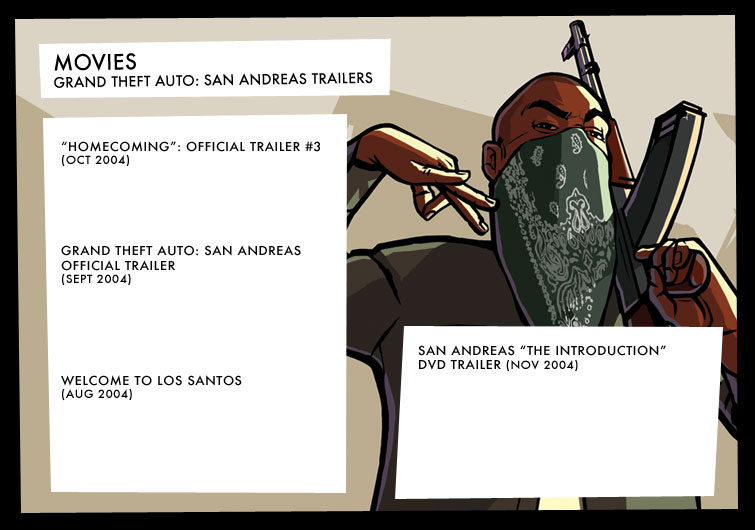 MOVIES
GRAND THEFT AUTO: SAN ANDREAS TRAILERS
“HOMECOMING”: OFFICIAL TRAILER #3
(OCT 2004)
GRAND THEFT AUTO: SAN ANDREAS
OFFICIAL TRAILER
(SEPT 2004)
WELCOME TO LOS SANTOS
(AUG 2004)
SAN ANDREAS “THE INTRODUCTION”
DVD TRAILER (NOV 2004)